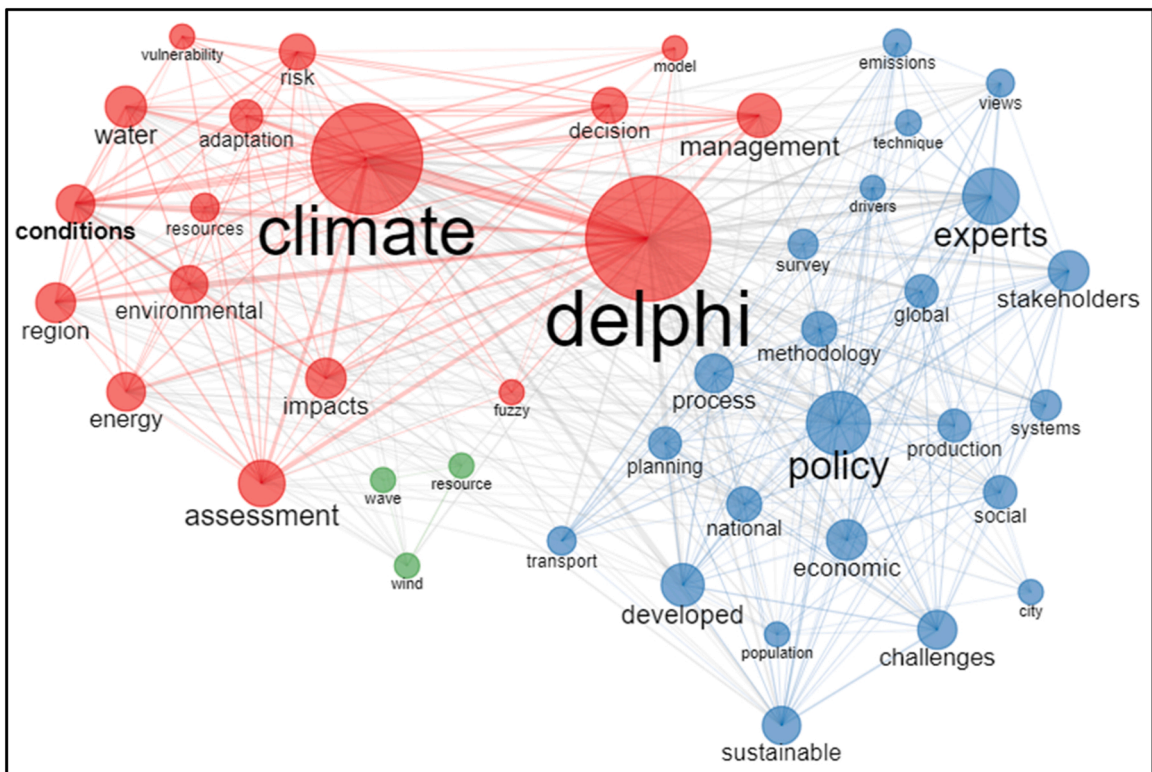 vulnerability
risk
model
emissions
views
water
adaptation
decision
management
technique
conditions
resources
climate
drivers
experts
region
environmental
delphi
survey
global
stakeholders
methodology
energy
impacts
fuzzy
process
policy
production
systems
assessment
wave
resource
planning
national
social
wind
transport
economic
developed
city
population
challenges
sustainable